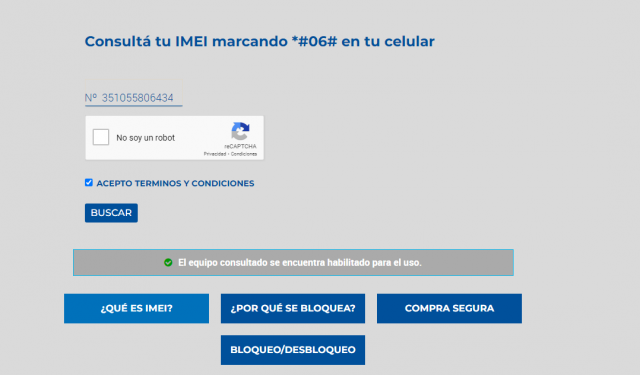 Consultá tu IMEI marcando *#06# en tu celular
Nº 351055806434
No soy un robot
reCAPTCHA
Privacidad - Condiciones
ACEPTO TERMINOS Y CONDICIONES
BUSCAR
El equipo consultado se encuentra habilitado para el uso.
¿QUÉ ES IMEI?
¿POR QUÉ SE BLOQUEA?
COMPRA SEGURA
BLOQUEO/DESBLOQUEO